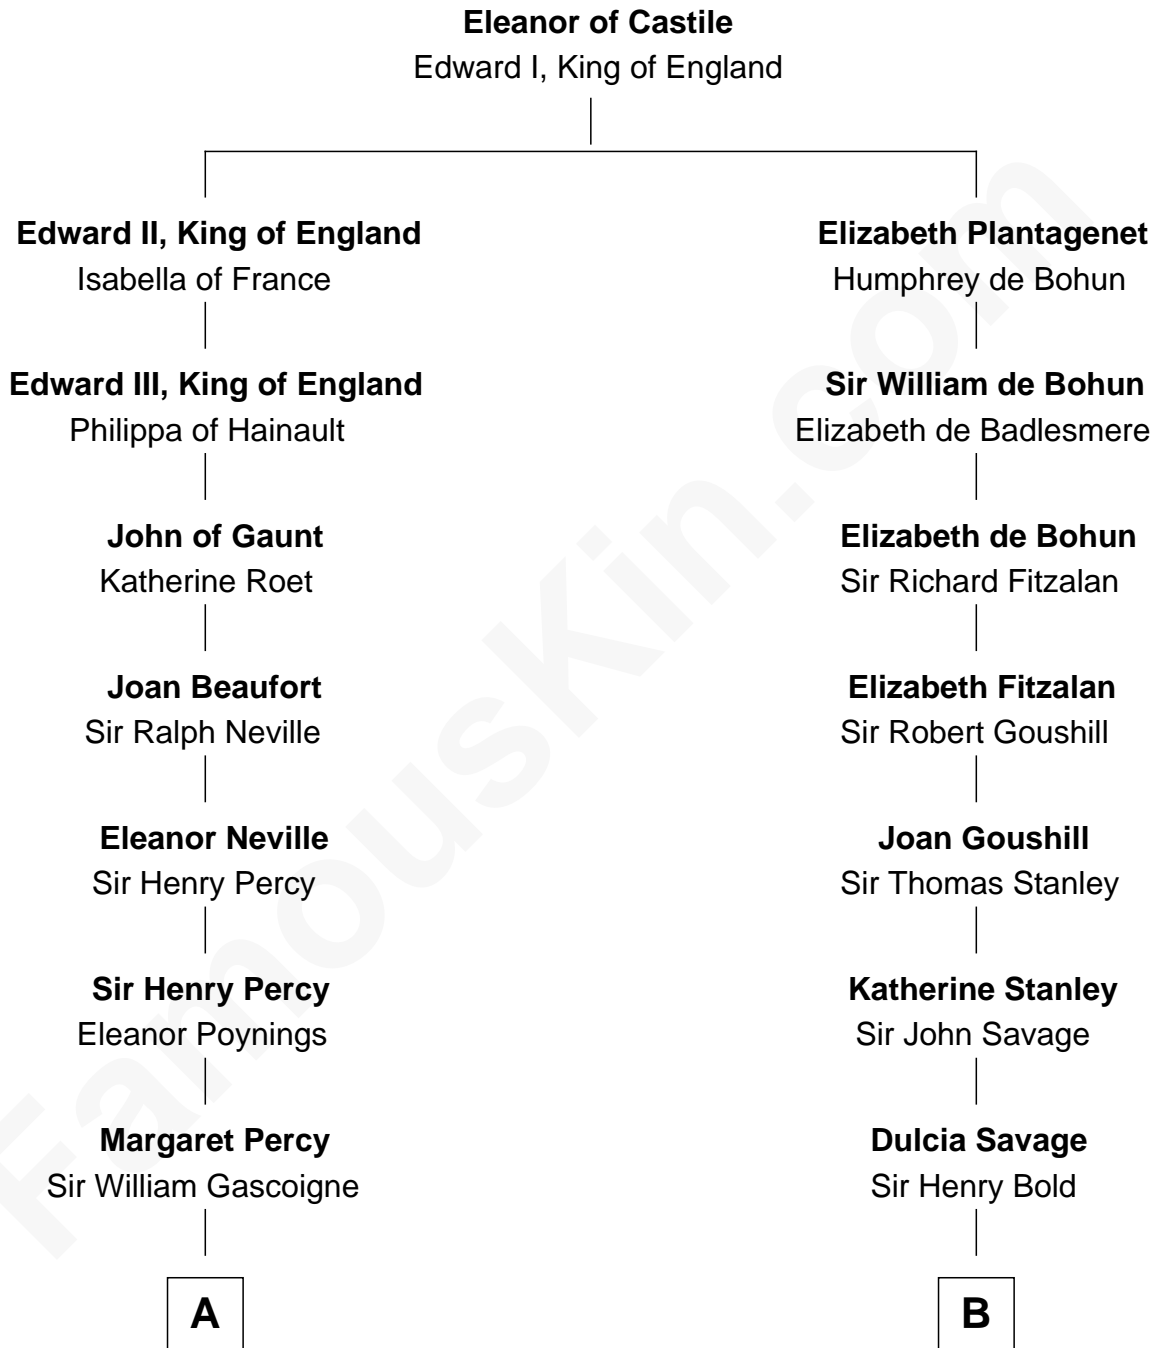 Eleanor of Castile
Edward I, King of England
Edward II, King of England
Isabella of France
Elizabeth Plantagenet
Humphrey de Bohun
Edward III, King of England
Philippa of Hainault
Sir William de Bohun
Elizabeth de Badlesmere
John of Gaunt
Katherine Roet
Elizabeth de Bohun
Sir Richard Fitzalan
Joan Beaufort
Sir Ralph Neville
Elizabeth Fitzalan
Sir Robert Goushill
Eleanor Neville
Sir Henry Percy
Joan Goushill
Sir Thomas Stanley
Sir Henry Percy
Eleanor Poynings
Katherine Stanley
Sir John Savage
Margaret Percy
Sir William Gascoigne
Dulcia Savage
Sir Henry Bold
A
B
FamousKin.com